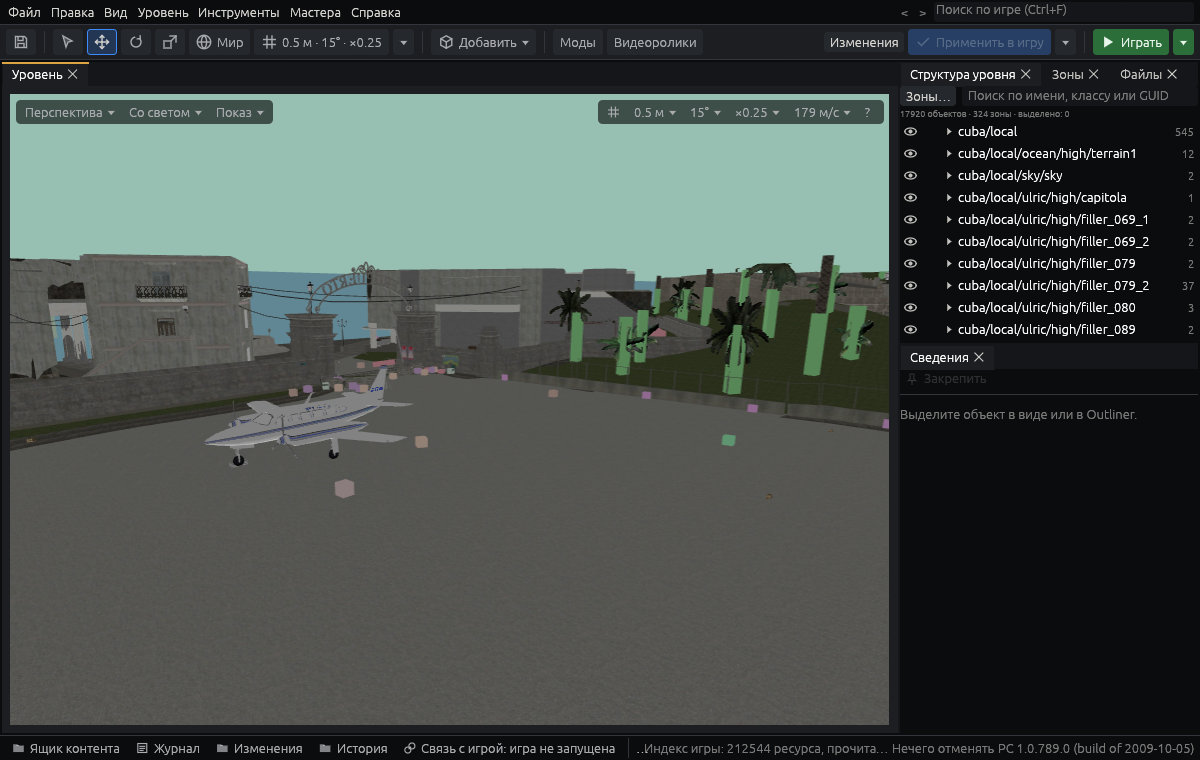 Файл Правка Вид Уровень Инструменты Мастера Справка
< > Поиск по игре (Ctrl+F)
Мир 0.5 м · 15° · ×0.25 Добавить Моды Видеоролики Изменения Применить в игру Играть
Уровень
Структура уровня Зоны Файлы
Перспектива Со светом Показ 0.5 м 15° ×0.25 179 м/с ?
Зоны... Поиск по имени, классу или GUID
17920 объектов · 324 зоны · выделено: 0
cuba/local 545
cuba/local/ocean/high/terrain1 12
cuba/local/sky/sky 2
cuba/local/ulric/high/capitola 1
cuba/local/ulric/high/filler_069_1 2
cuba/local/ulric/high/filler_069_2 2
cuba/local/ulric/high/filler_079 2
cuba/local/ulric/high/filler_079_2 37
cuba/local/ulric/high/filler_080 3
cuba/local/ulric/high/filler_089 2
Сведения
Закрепить
Выделите объект в виде или в Outliner.
Ящик контента Журнал Изменения История Связь с игрой: игра не запущена ..Индекс игры: 212544 ресурса, прочита... Нечего отменять PC 1.0.789.0 (build of 2009-10-05)